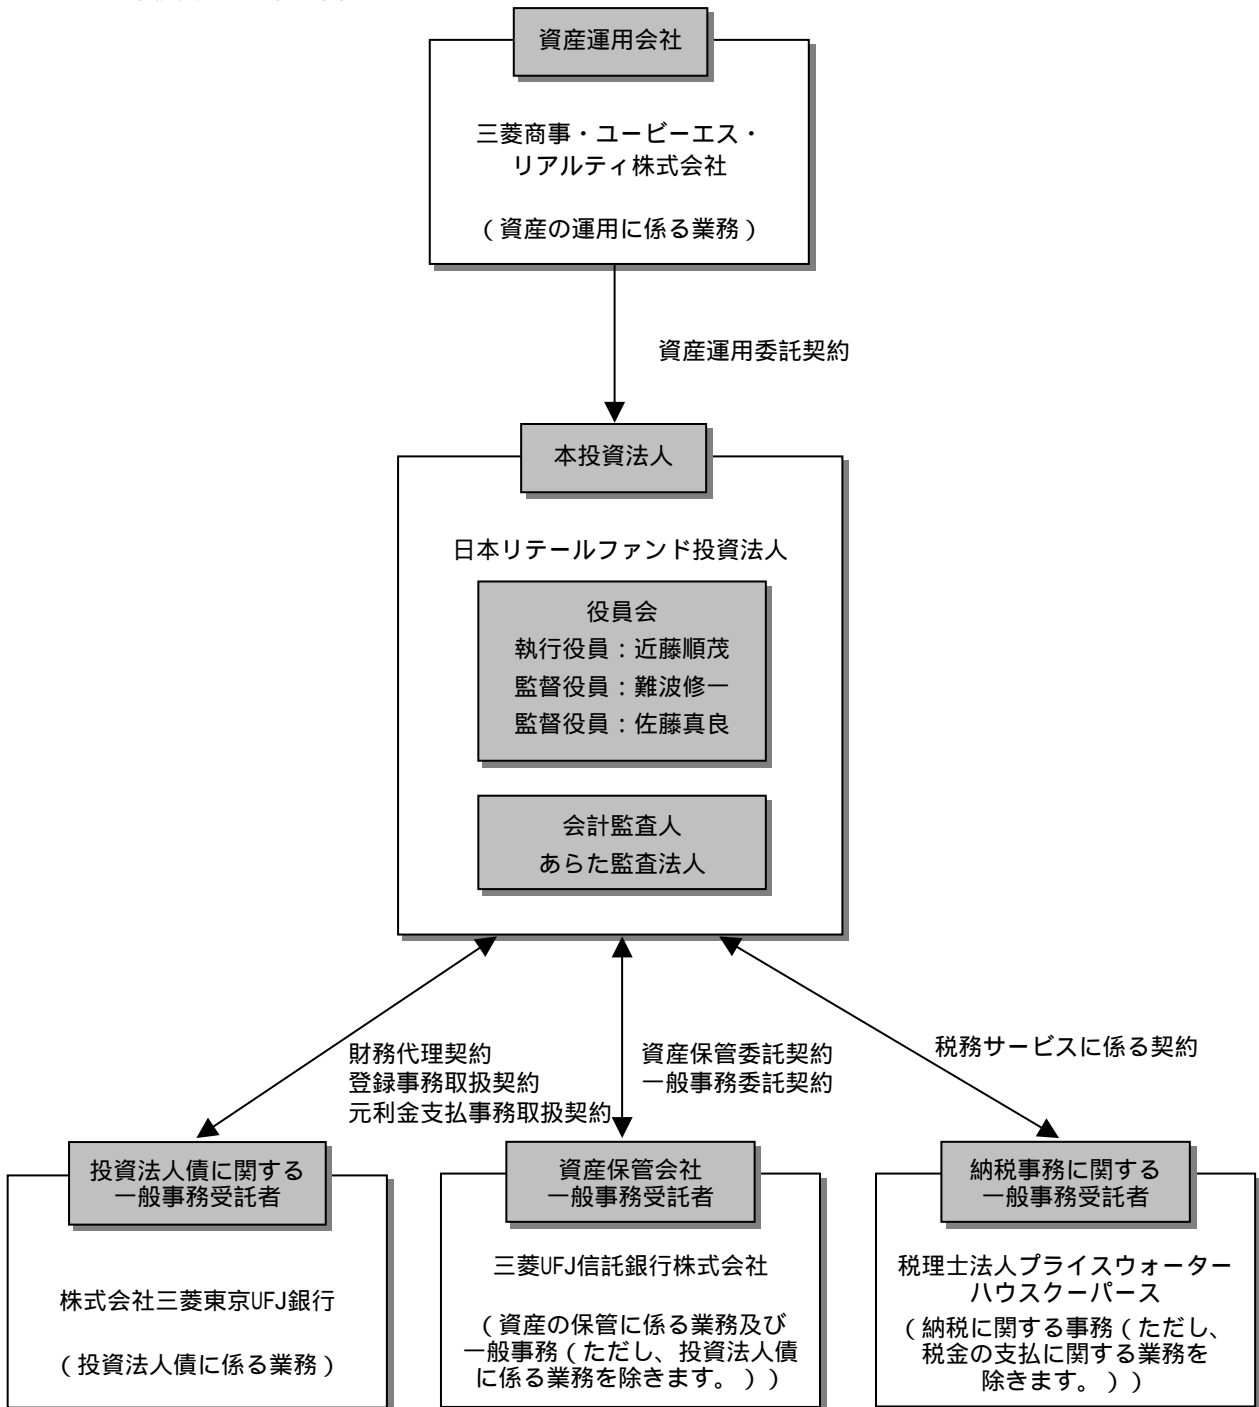 資産運用会社
三菱商事・ユービーエス・
リアルティ株式会社
(資産の運用に係る業務)
資産運用委託契約
本投資法人
日本リテールファンド投資法人
役員会
執行役員:近藤順茂
監督役員:難波修一
監督役員:佐藤真良
会計監査人
あらた監査法人
財務代理契約
登録事務取扱契約
元利金支払事務取扱契約
資産保管委託契約
一般事務委託契約
税務サービスに係る契約
投資法人債に関する
一般事務受託者
株式会社三菱東京UFJ銀行
(投資法人債に係る業務)
資産保管会社
一般事務受託者
三菱UFJ信託銀行株式会社
(資産の保管に係る業務及び
一般事務(ただし、投資法人債
に係る業務を除きます。))
納税事務に関する
一般事務受託者
税理士法人プライスウォーター
ハウスクーパース
(納税に関する事務(ただし、
税金の支払に関する業務を
除きます。))